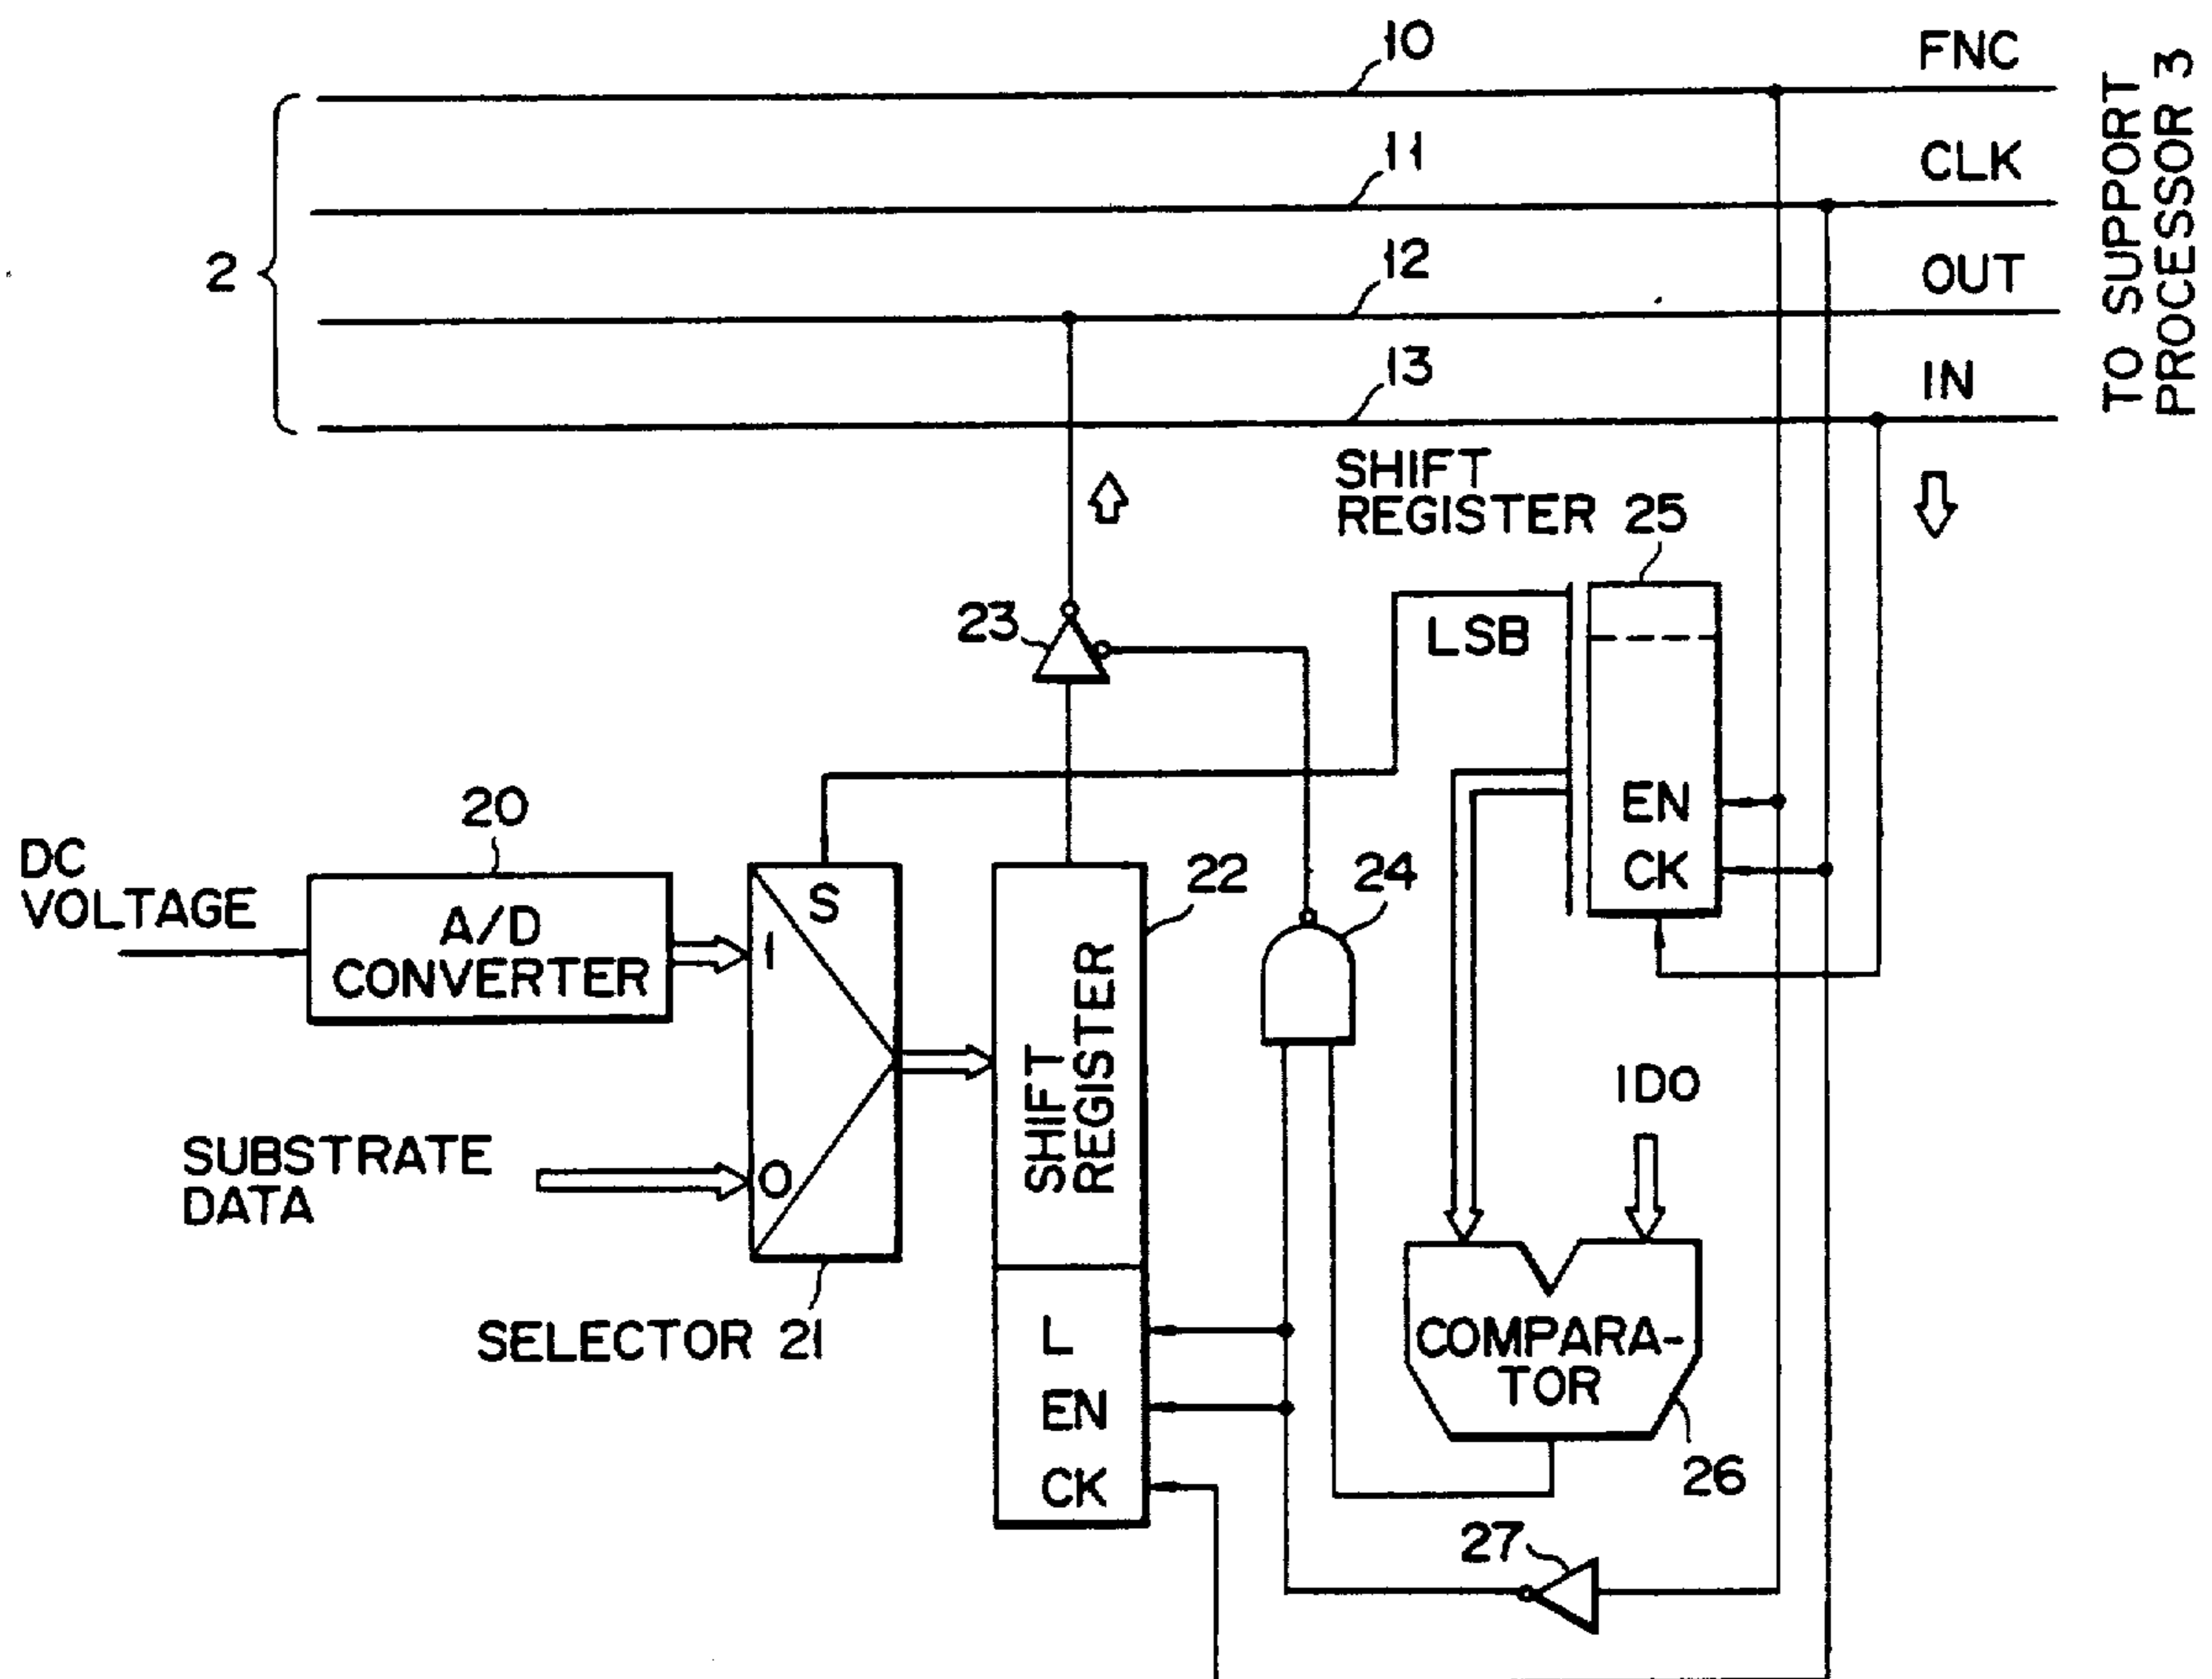 10
FNC
11
CLK
2
12
OUT
13
IN
TO SUPPORT
PROCESSOR 3
SHIFT
REGISTER 25
23
LSB
20
DC
VOLTAGE
A/D
CONVERTER
S
1
0
SUBSTRATE
DATA
SELECTOR 21
22
SHIFT
REGISTER
L
EN
CK
24
EN
CK
IDO
COMPARA-
TOR
26
27